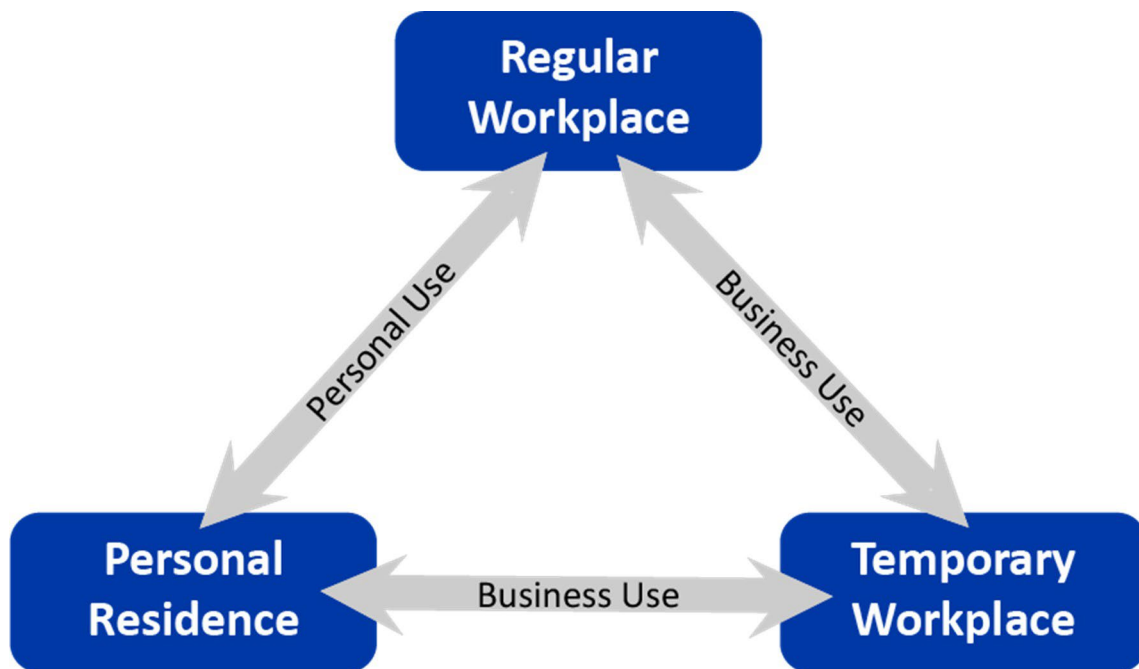 Regular
Workplace
Personal Use
Business Use
Personal
Residence
Business Use
Temporary
Workplace